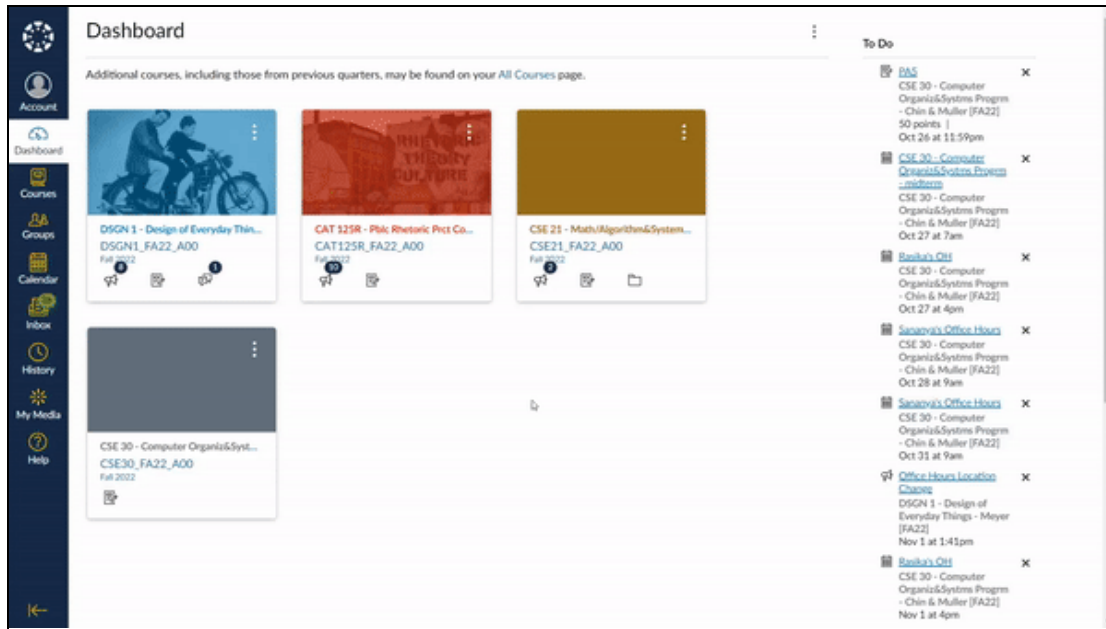 Account
Dashboard
Courses
Groups
Calendar
Inbox
History
My Media
Help
Dashboard
Additional courses, including those from previous quarters, may be found on your All Courses page.
DSGN 1 - Design of Everyday Thin...
DSGN1_FA22_A00
Fall 2022
8
1
RHETORIC
THEORY
CULTURE
CAT 125R - Pblc Rhetoric Prct Co...
CAT125R_FA22_A00
Fall 2022
10
CSE 21 - Math/Algorithm&System...
CSE21_FA22_A00
Fall 2022
2
CSE 30 - Computer Organiz&Syst...
CSE30_FA22_A00
Fall 2022
To Do
PA5
CSE 30 - Computer
Organiz&Systms Progrm
- Chin & Muller [FA22]
50 points |
Oct 26 at 11:59pm
CSE 30 - Computer
Organiz&Systms Progrm
- midterm
CSE 30 - Computer
Organiz&Systms Progrm
- Chin & Muller [FA22]
Oct 27 at 7am
Rasika's OH
CSE 30 - Computer
Organiz&Systms Progrm
- Chin & Muller [FA22]
Oct 27 at 4pm
Sananya's Office Hours
CSE 30 - Computer
Organiz&Systms Progrm
- Chin & Muller [FA22]
Oct 28 at 9am
Sananya's Office Hours
CSE 30 - Computer
Organiz&Systms Progrm
- Chin & Muller [FA22]
Oct 31 at 9am
Office Hours Location
Change
DSGN 1 - Design of
Everyday Things - Meyer
[FA22]
Nov 1 at 1:41pm
Rasika's OH
CSE 30 - Computer
Organiz&Systms Progrm
- Chin & Muller [FA22]
Nov 1 at 4pm